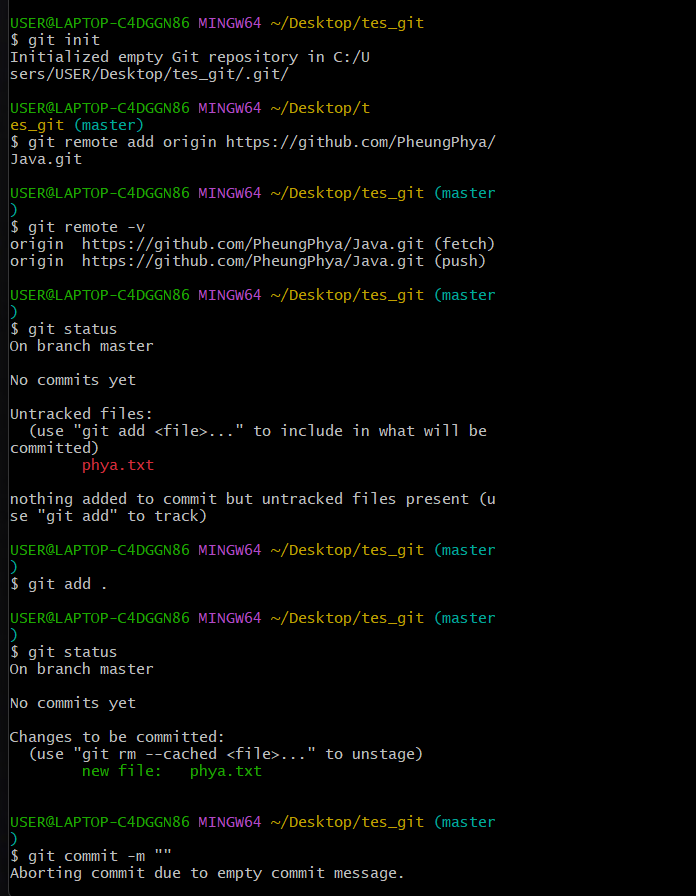 USER@LAPTOP-C4DGGN86 MINGW64 ~/Desktop/tes_git
$ git init
Initialized empty Git repository in C:/U
sers/USER/Desktop/tes_git/.git/

USER@LAPTOP-C4DGGN86 MINGW64 ~/Desktop/t
es_git (master)
$ git remote add origin https://github.com/PheungPhya/
Java.git

USER@LAPTOP-C4DGGN86 MINGW64 ~/Desktop/tes_git (master
)
$ git remote -v
origin  https://github.com/PheungPhya/Java.git (fetch)
origin  https://github.com/PheungPhya/Java.git (push)

USER@LAPTOP-C4DGGN86 MINGW64 ~/Desktop/tes_git (master
)
$ git status
On branch master

No commits yet

Untracked files:
  (use "git add <file>..." to include in what will be
committed)
        phya.txt

nothing added to commit but untracked files present (u
se "git add" to track)

USER@LAPTOP-C4DGGN86 MINGW64 ~/Desktop/tes_git (master
)
$ git add .

USER@LAPTOP-C4DGGN86 MINGW64 ~/Desktop/tes_git (master
)
$ git status
On branch master

No commits yet

Changes to be committed:
  (use "git rm --cached <file>..." to unstage)
        new file:   phya.txt


USER@LAPTOP-C4DGGN86 MINGW64 ~/Desktop/tes_git (master
)
$ git commit -m ""
Aborting commit due to empty commit message.